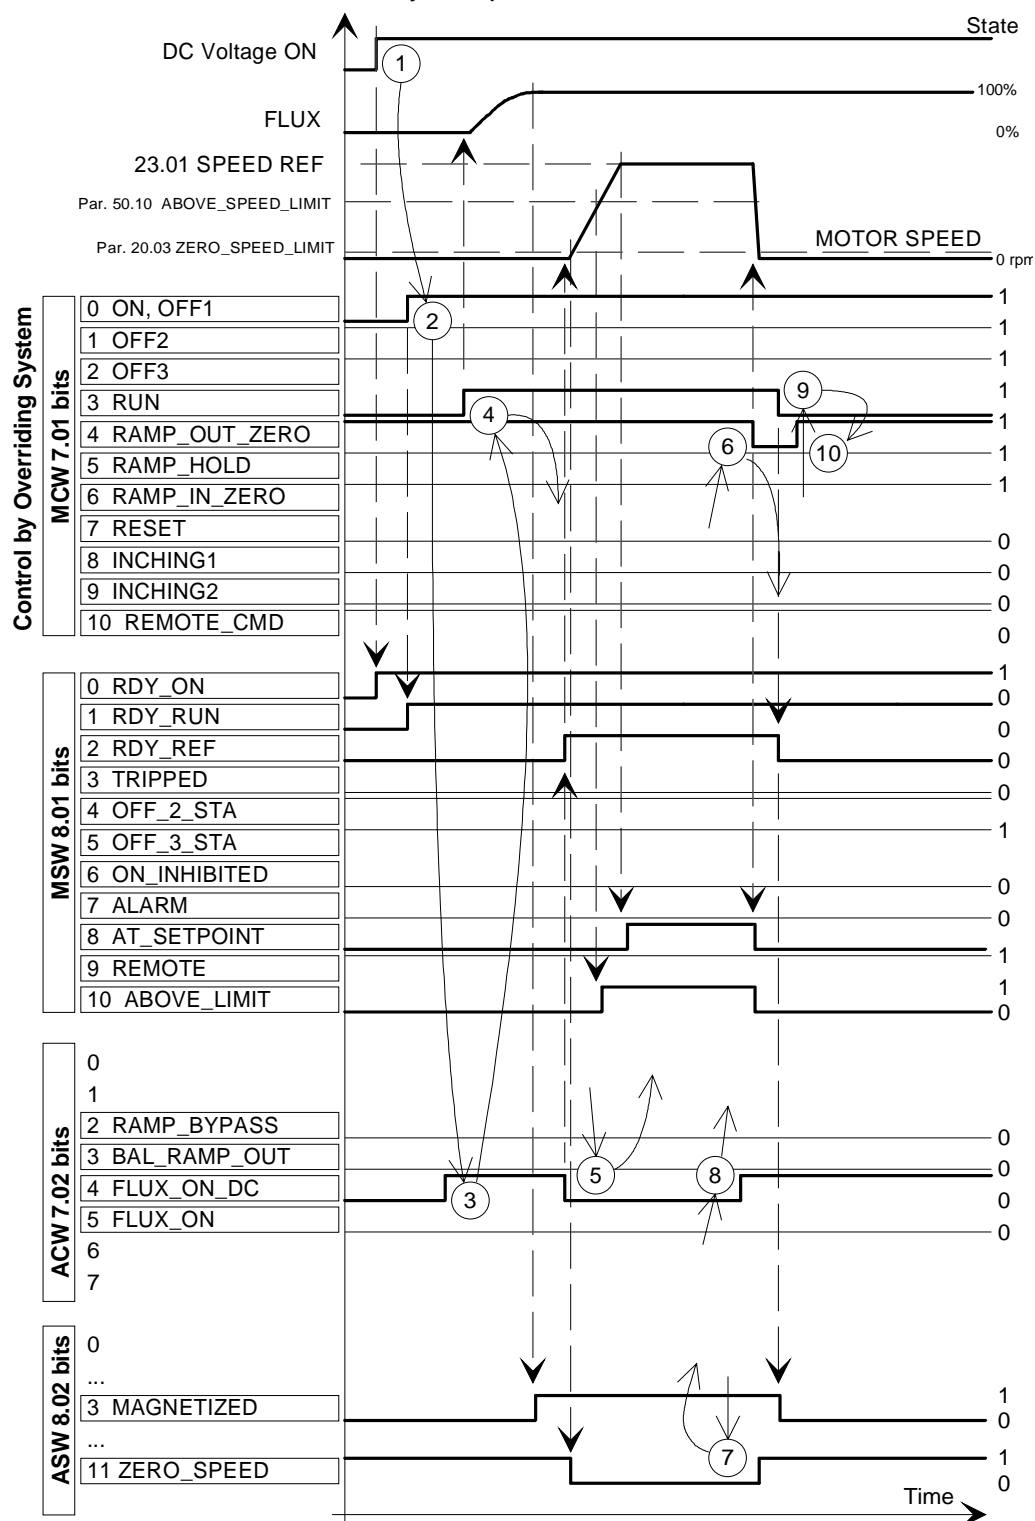 State
DC Voltage ON
1
100%
FLUX
0%
23.01 SPEED REF
Par. 50.10 ABOVE_SPEED_LIMIT
Par. 20.03 ZERO_SPEED_LIMIT
MOTOR SPEED
0 rpm
Control by Overriding System
MCW 7.01 bits
0 ON, OFF1
1
2
1 OFF2
1
2 OFF3
1
3 RUN
1
9
4
4 RAMP_OUT_ZERO
1
6
10
5 RAMP_HOLD
1
6 RAMP_IN_ZERO
1
7 RESET
0
8 INCHING1
0
9 INCHING2
0
10 REMOTE_CMD
0
MSW 8.01 bits
0 RDY_ON
1
0
1 RDY_RUN
0
2 RDY_REF
0
3 TRIPPED
0
4 OFF_2_STA
1
5 OFF_3_STA
6 ON_INHIBITED
0
7 ALARM
0
8 AT_SETPOINT
1
9 REMOTE
1
10 ABOVE_LIMIT
0
ACW 7.02 bits
0
1
2 RAMP_BYPASS
0
3 BAL_RAMP_OUT
0
5
8
4 FLUX_ON_DC
0
3
5 FLUX_ON
0
6
7
ASW 8.02 bits
0
...
3 MAGNETIZED
1
0
...
7
11 ZERO_SPEED
1
0
Time